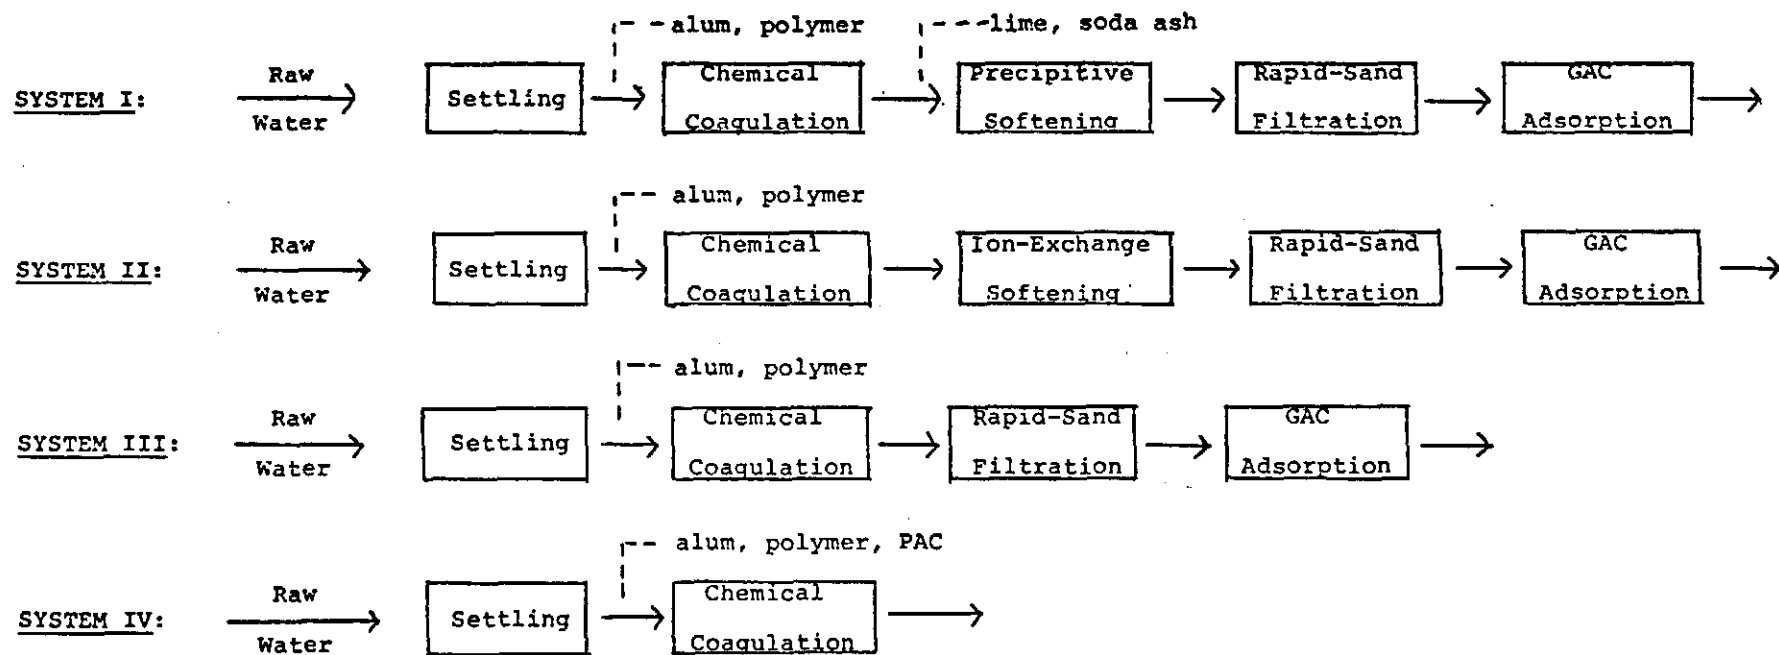 alum, polymer
lime, soda ash
SYSTEM I:
Raw
Water
Settling
Chemical
Coagulation
Precipitive
Softening
Rapid-Sand
Filtration
GAC
Adsorption
alum, polymer
SYSTEM II:
Raw
Water
Settling
Chemical
Coagulation
Ion-Exchange
Softening
Rapid-Sand
Filtration
GAC
Adsorption
alum, polymer
SYSTEM III:
Raw
Water
Settling
Chemical
Coagulation
Rapid-Sand
Filtration
GAC
Adsorption
alum, polymer, PAC
SYSTEM IV:
Raw
Water
Settling
Chemical
Coagulation